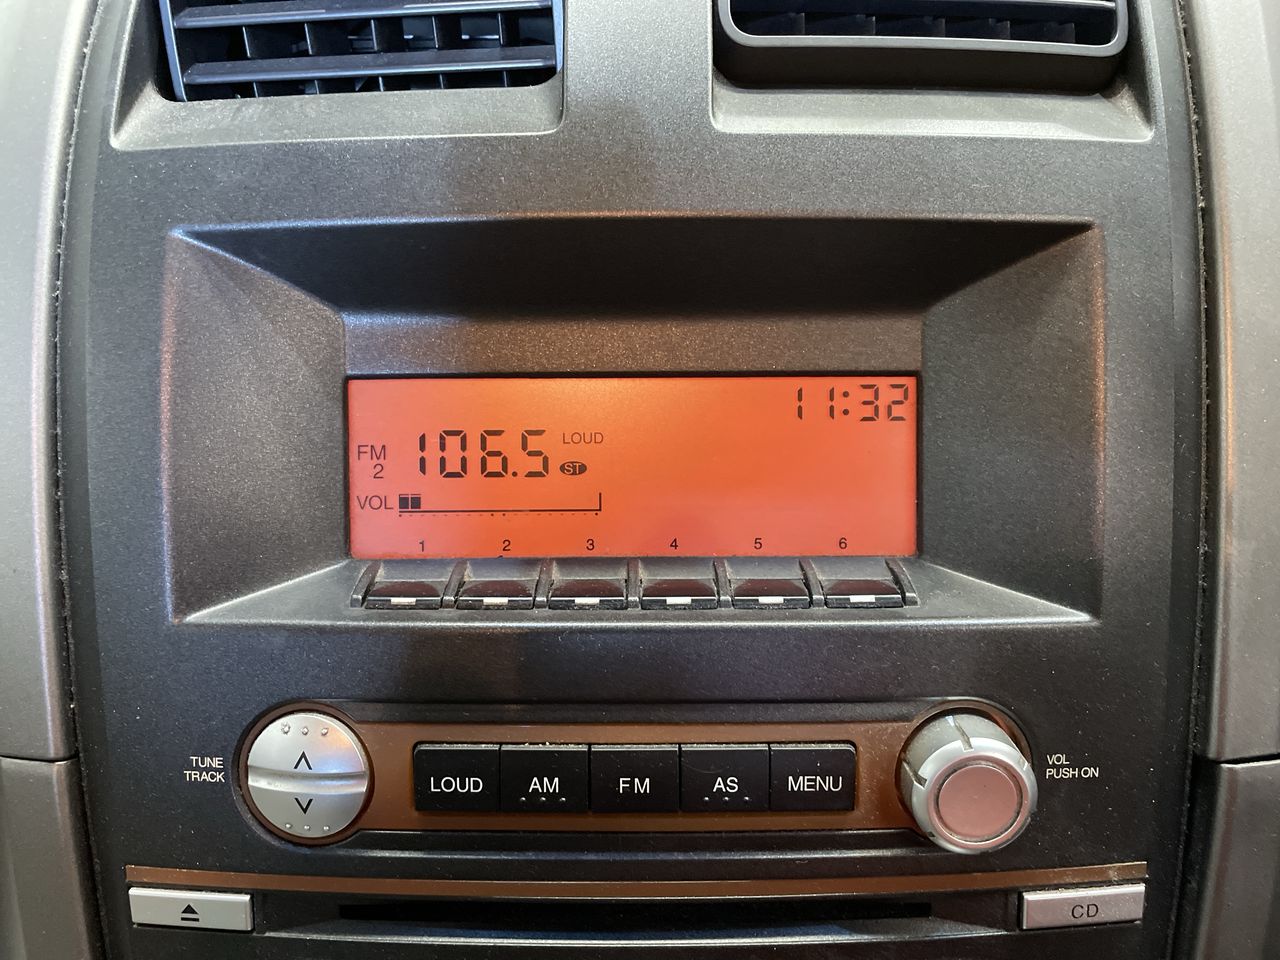 11:32
FM 106.5 LOUD
2 ST
VOL
1 2 3 4 5 6
TUNE
TRACK
LOUD AM FM AS MENU
VOL
PUSH ON
CD